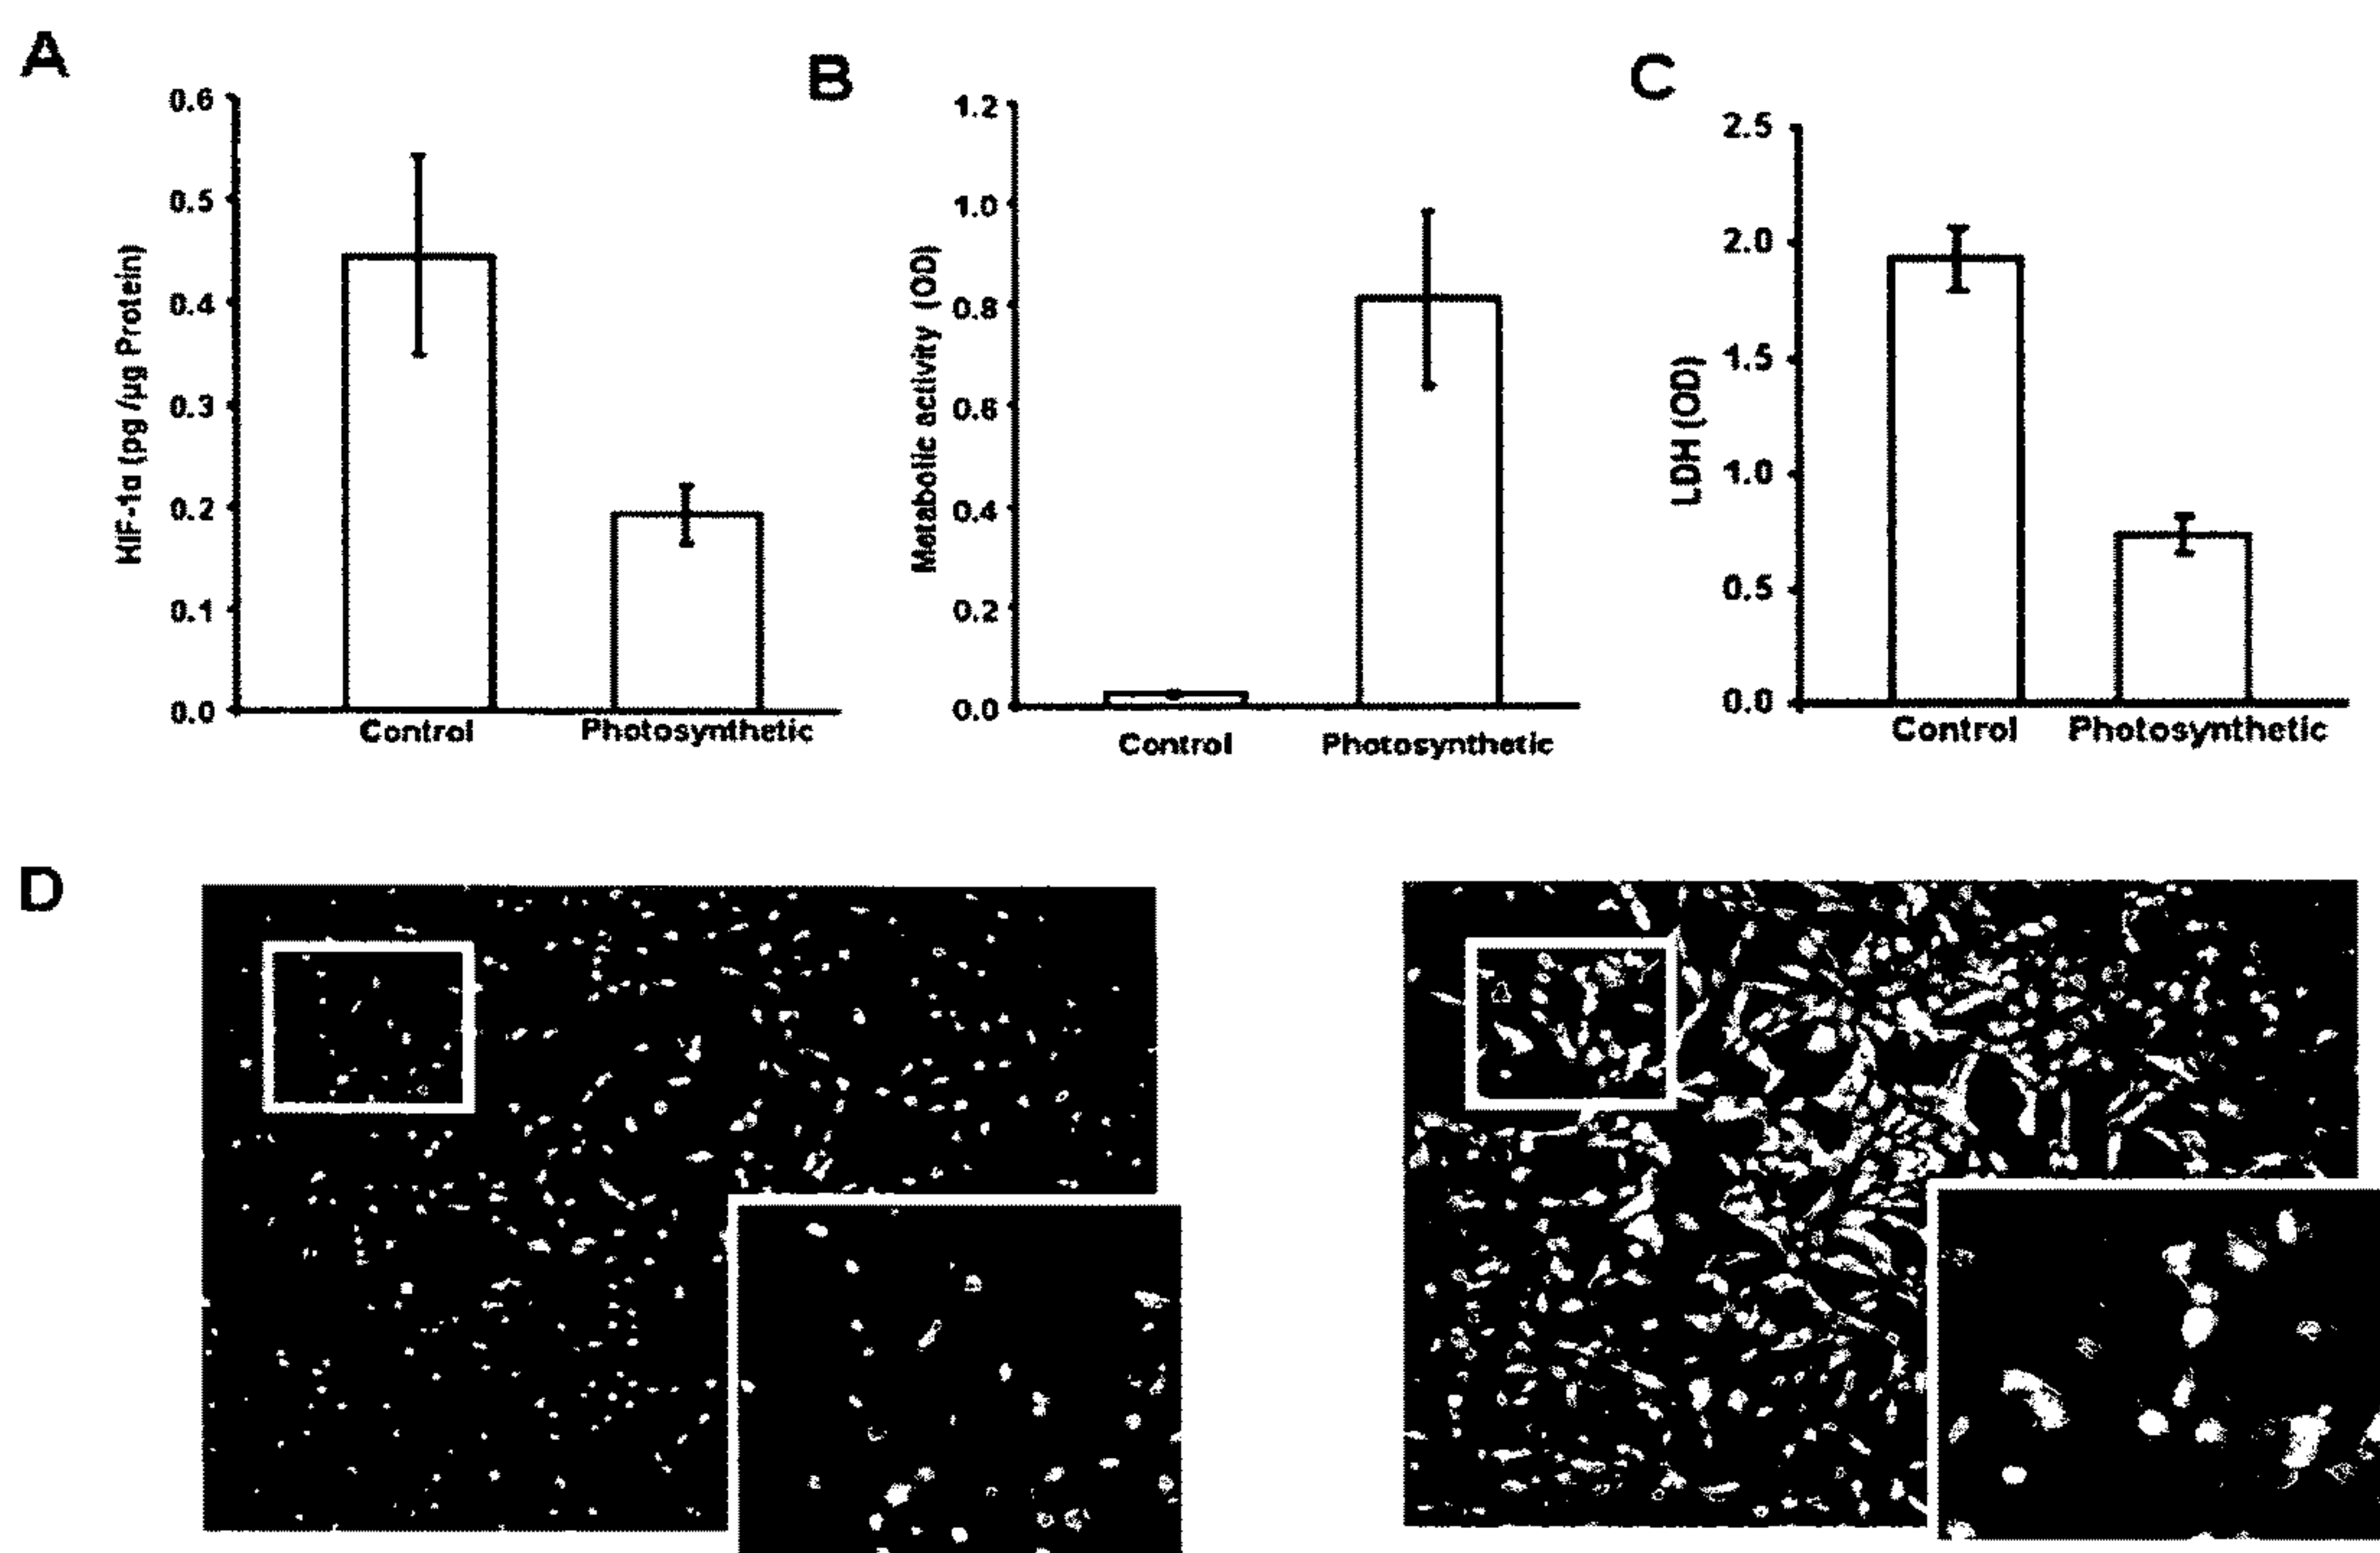 A
0.6
0.5
0.4
0.3
0.2
0.1
0.0
HIF-1α (pg /µg Protein)
Control
Photosynthetic
B
1.2
1.0
0.8
0.6
0.4
0.2
0.0
Metabolic activity (OD)
Control
Photosynthetic
C
2.5
2.0
1.5
1.0
0.5
0.0
LDH (OD)
Control
Photosynthetic
D